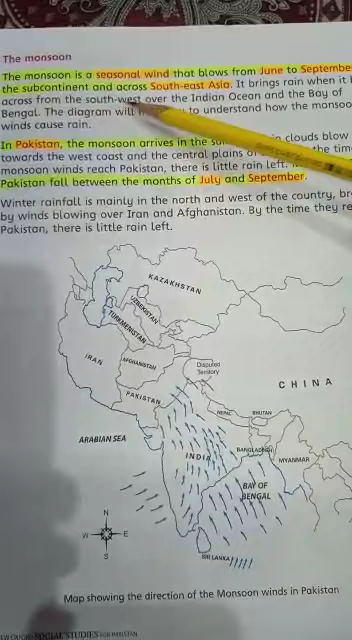 The monsoon
The monsoon is a seasonal wind that blows from June to Septembe
the subcontinent and across South-east Asia. It brings rain when it
across from the south-west over the Indian Ocean and the Bay of
Bengal. The diagram will to understand how the monsoo
winds cause rain.
In Pakistan, the monsoon arrives in the clouds blow
towards the west coast and the central plains the tim
monsoon winds reach Pakistan, there is little rain left.
Pakistan fall between the months of July and September.
Winter rainfall is mainly in the north and west of the country, br
by winds blowing over Iran and Afghanistan. By the time they re
Pakistan, there is little rain left.
KAZAKHSTAN
UZBEKISTAN
TURKMENISTAN
IRAN
AFGHANISTAN
Disputed
Territory
CHINA
PAKISTAN
NEPAL
BHUTAN
ARABIAN SEA
INDIA
BANGLADESH
MYANMAR
BAY OF
BENGAL
N
W
E
S
SRI LANKA
Map showing the direction of the Monsoon winds in Pakistan
SOCIAL STUDIES FOR PAKISTAN